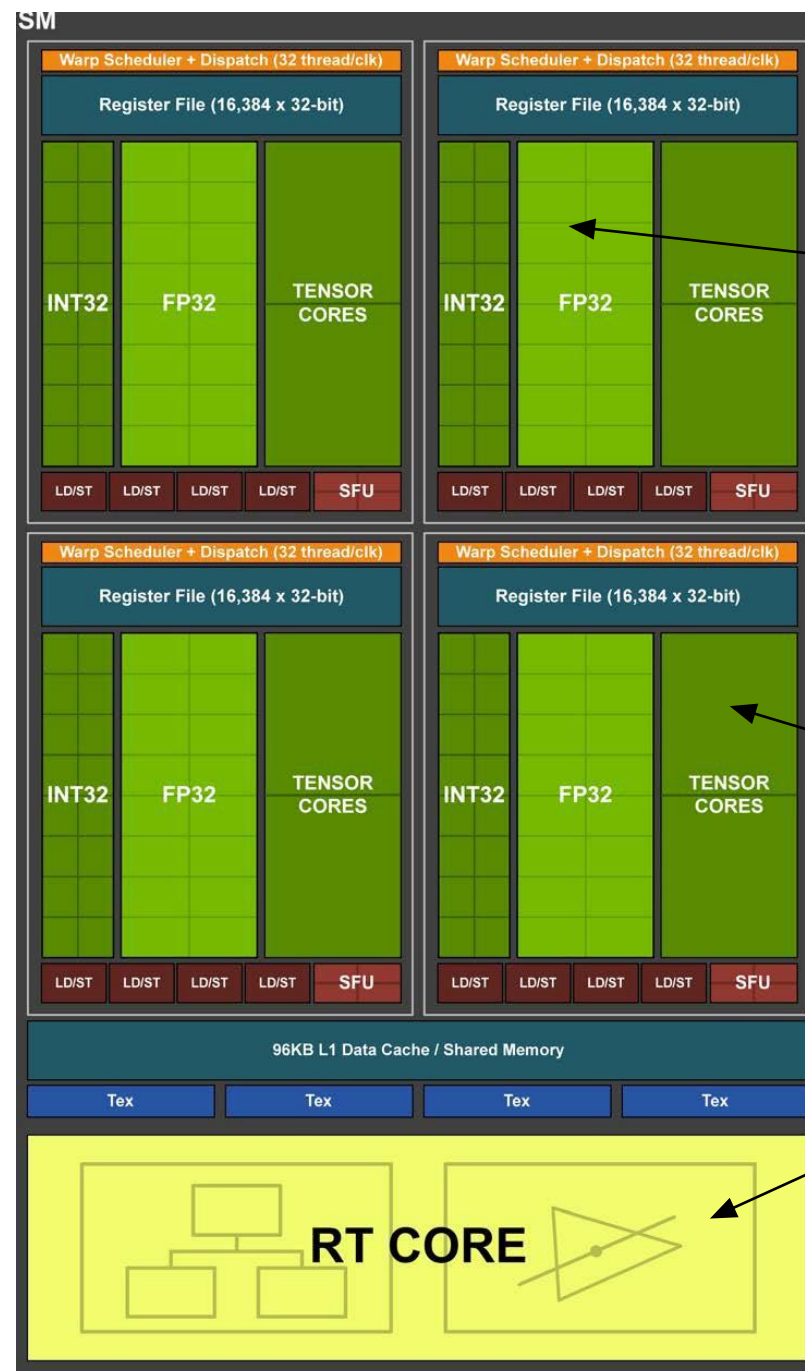 SM
Warp Scheduler + Dispatch (32 thread/clk)
Register File (16,384 x 32-bit)
INT32
FP32
TENSOR
CORES
LD/ST
LD/ST
LD/ST
LD/ST
SFU
Warp Scheduler + Dispatch (32 thread/clk)
Register File (16,384 x 32-bit)
INT32
FP32
TENSOR
CORES
LD/ST
LD/ST
LD/ST
LD/ST
SFU
Warp Scheduler + Dispatch (32 thread/clk)
Register File (16,384 x 32-bit)
INT32
FP32
TENSOR
CORES
LD/ST
LD/ST
LD/ST
LD/ST
SFU
Warp Scheduler + Dispatch (32 thread/clk)
Register File (16,384 x 32-bit)
INT32
FP32
TENSOR
CORES
LD/ST
LD/ST
LD/ST
LD/ST
SFU
96KB L1 Data Cache / Shared Memory
Tex
Tex
Tex
Tex
RT CORE